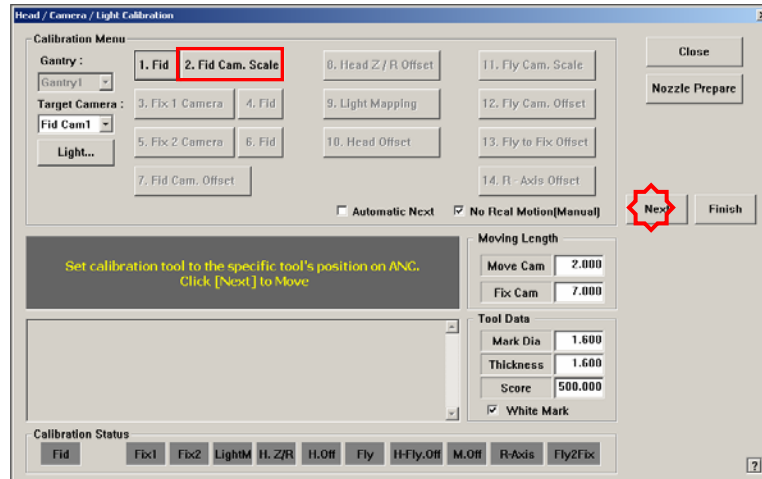 Head / Camera / Light Calibration
Calibration Menu
Gantry :
Gantry1
Target Camera :
Fid Cam1
Light...
1. Fid
2. Fid Cam. Scale
3. Fix 1 Camera
4. Fid
5. Fix 2 Camera
6. Fid
7. Fid Cam. Offset
8. Head Z / R Offset
9. Light Mapping
10. Head Offset
11. Fly Cam. Scale
12. Fly Cam. Offset
13. Fly to Fix Offset
14. R - Axis Offset
Automatic Next
No Real Motion(Manual)
Close
Nozzle Prepare
Next
Finish
Set calibration tool to the specific tool's position on ANC.
Click [Next] to Move
Moving Length
Move Cam 2.000
Fix Cam 7.000
Tool Data
Mark Dia 1.600
Thickness 1.600
Score 500.000
White Mark
Calibration Status
Fid Fix1 Fix2 LightM H. Z/R H.Off Fly H-Fly.Off M.Off R-Axis Fly2Fix
?